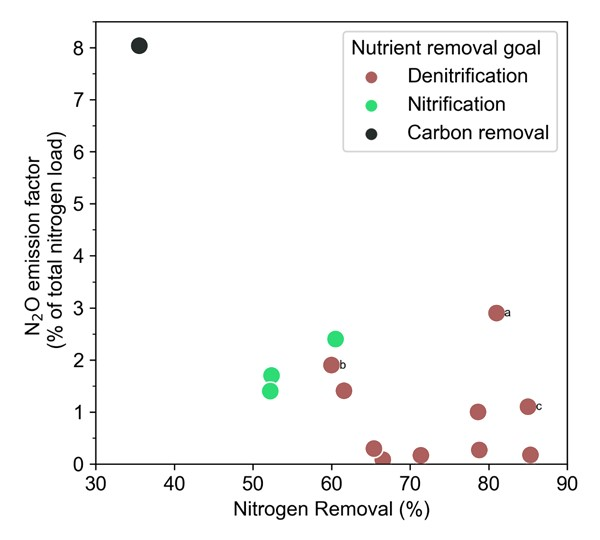 N₂O emission factor
(% of total nitrogen load)
8
7
6
5
4
3
2
1
0
30 40 50 60 70 80 90
Nitrogen Removal (%)
Nutrient removal goal
Denitrification
Nitrification
Carbon removal
a
b
c